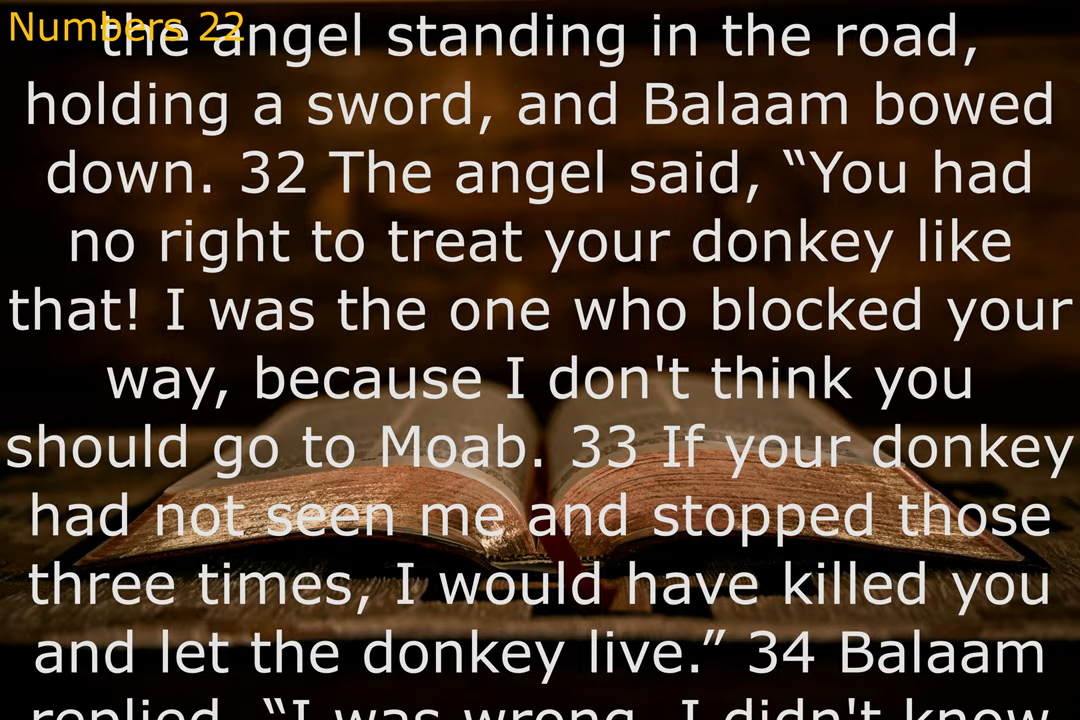 Numbers 22
the angel standing in the road,
holding a sword, and Balaam bowed
down. 32 The angel said, “You had
no right to treat your donkey like
that! I was the one who blocked your
way, because I don't think you
should go to Moab. 33 If your donkey
had not seen me and stopped those
three times, I would have killed you
and let the donkey live.” 34 Balaam
replied, “I was wrong. I didn't know